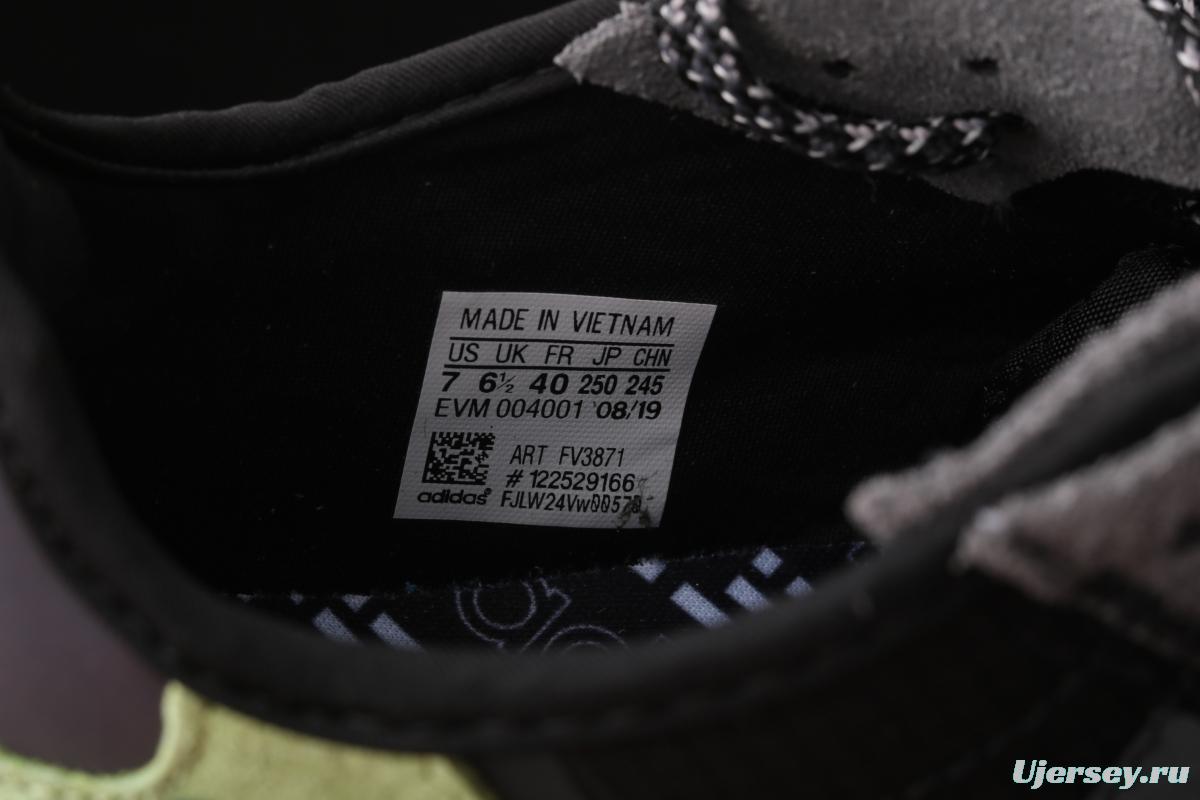 MADE IN VIETNAM
US UK FR JP CHN
7 6½ 40 250 245
EVM 004001 '08/19
ART FV3871
# 122529166
adidas®
Ujersey.ru